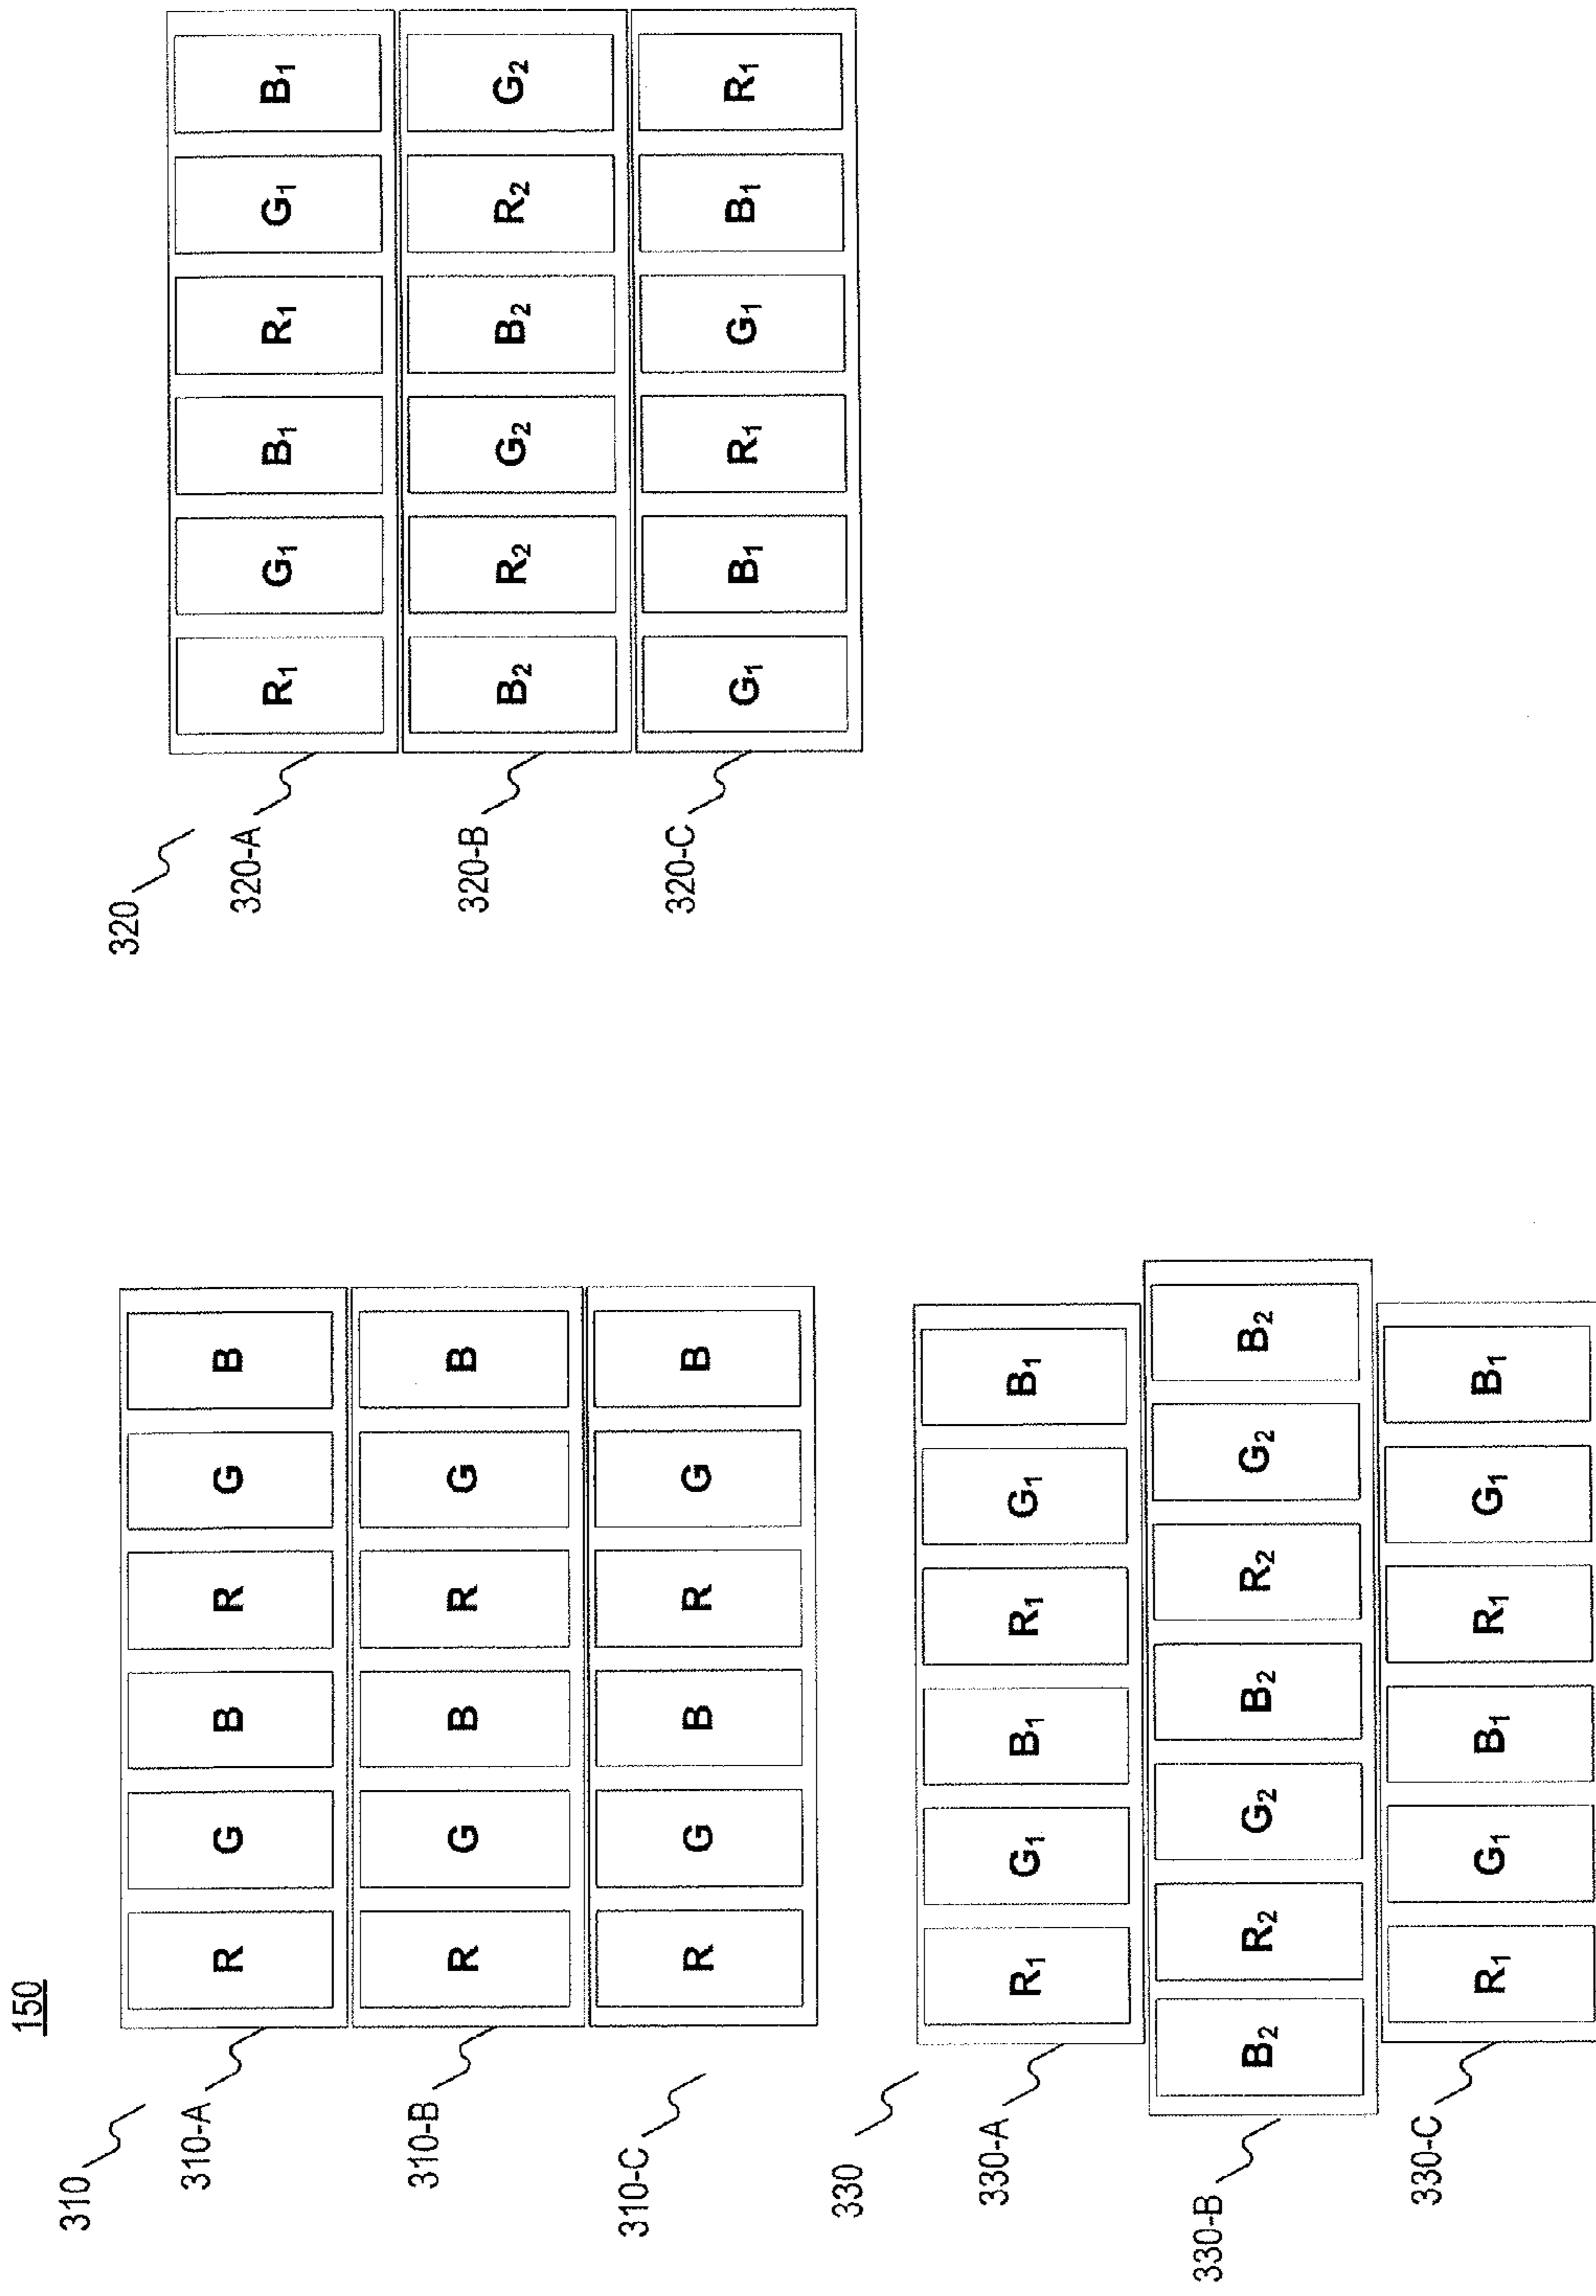 150
310
310-A R G B R G B
310-B R G B R G B
310-C R G B R G B
320
320-A R₁ G₁ B₁ R₁ G₁ B₁
320-B B₂ R₂ G₂ B₂ R₂ G₂
320-C G₁ B₁ R₁ G₁ B₁ R₁
330
330-A R₁ G₁ B₁ R₁ G₁ B₁
330-B B₂ R₂ G₂ B₂ R₂ G₂ B₂
330-C R₁ G₁ B₁ R₁ G₁ B₁